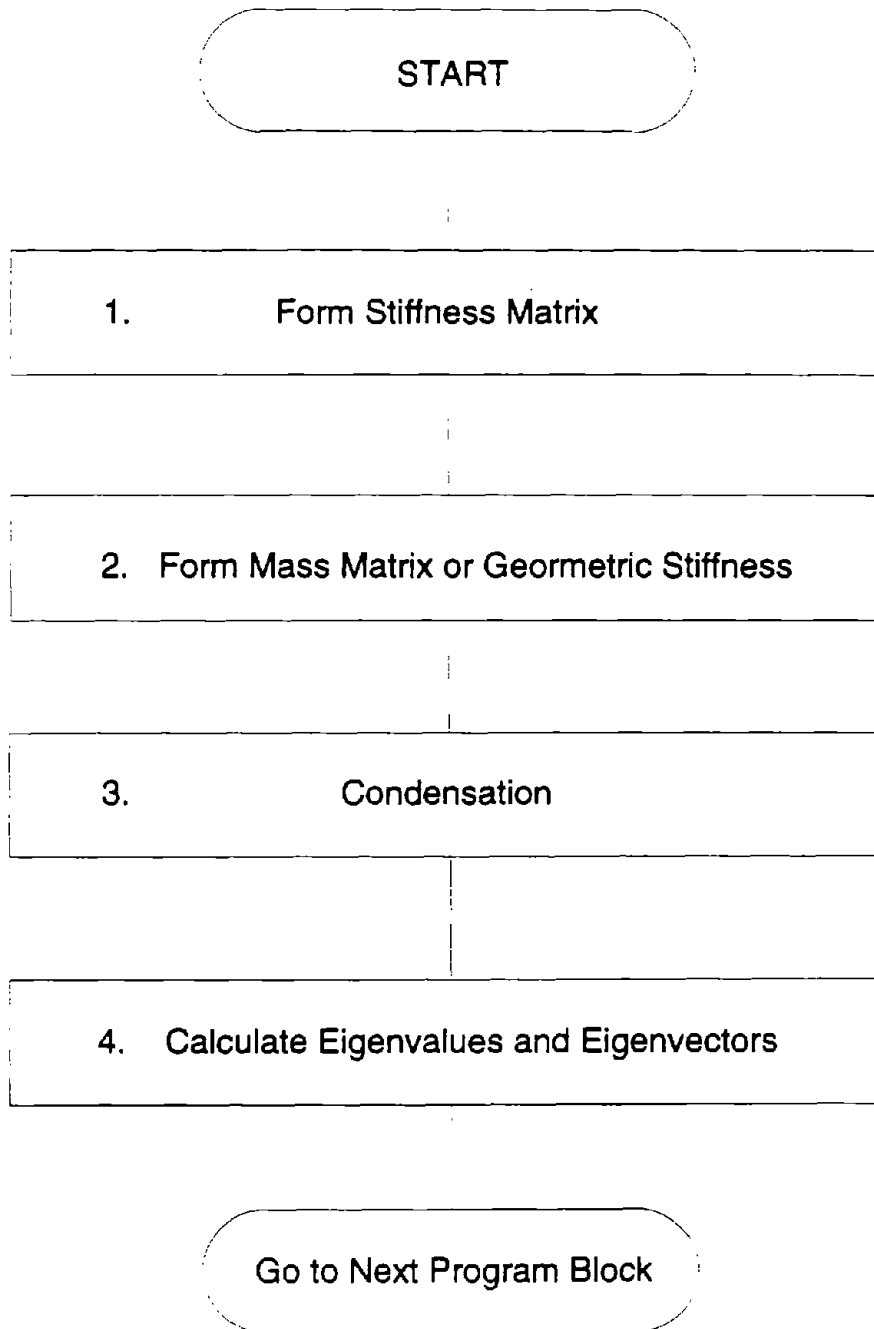 START
1. Form Stiffness Matrix
2. Form Mass Matrix or Geormetric Stiffness
3. Condensation
4. Calculate Eigenvalues and Eigenvectors
Go to Next Program Block